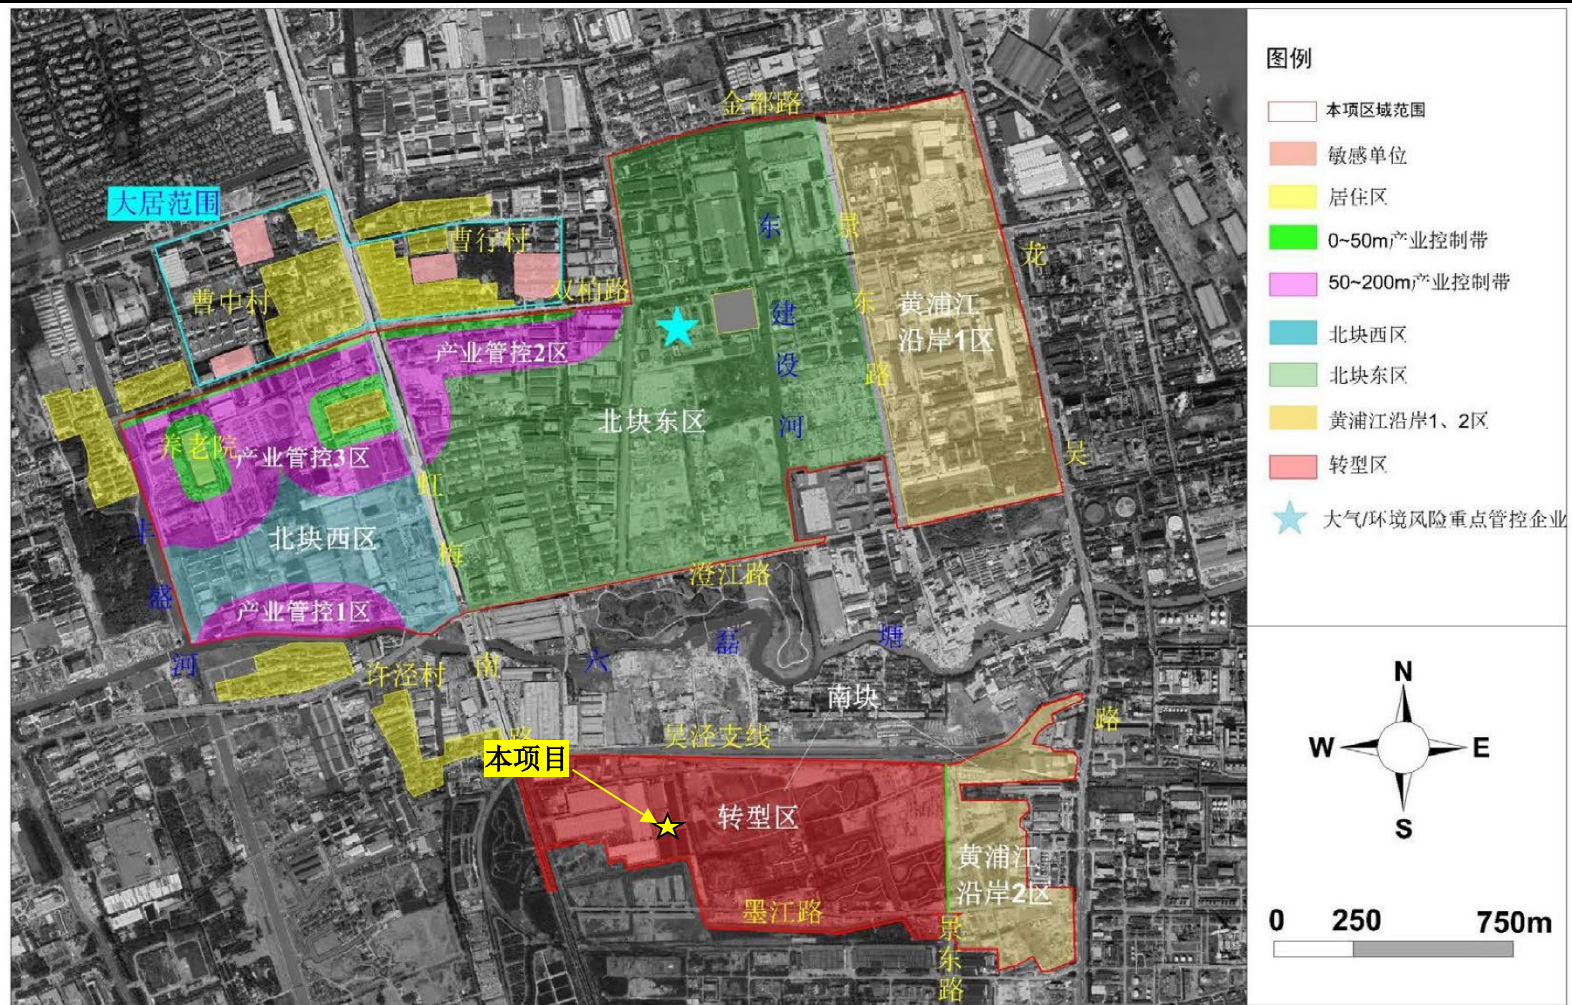 金都路
大居范围
曹行村
曹中村
双柏路
东
景
龙
建
东
黄浦江
沿岸1区
设
路
产业管控2区
河
北块东区
吴
养老院
产业管控3区
虹
丰
北块西区
梅
澄江路
盛
产业管控1区
河
许泾村
南
六
磊
塘
南块
路
路
吴泾支线
本项目
转型区
黄浦江
沿岸2区
墨江路
景
东
路
图例
本项区域范围
敏感单位
居住区
0~50m产业控制带
50~200m产业控制带
北块西区
北块东区
黄浦江沿岸1、2区
转型区
大气/环境风险重点管控企业
N
W
E
S
0 250 750m